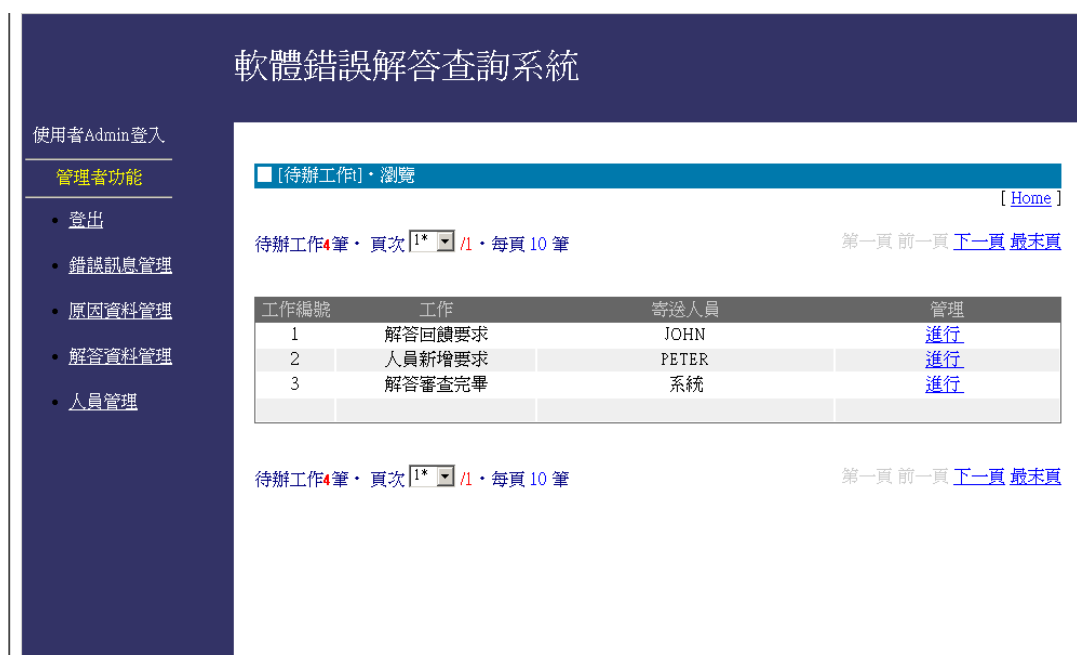 軟體錯誤解答查詢系統
使用者Admin登入
管理者功能
登出
錯誤訊息管理
原因資料管理
解答資料管理
人員管理
[待辦工作t]・瀏覽
[ Home ]
待辦工作4筆・ 頁次 1* /1・每頁 10 筆 第一頁 前一頁 下一頁 最末頁
工作編號 工作 寄送人員 管理
1 解答回饋要求 JOHN 進行
2 人員新增要求 PETER 進行
3 解答審查完畢 系統 進行
待辦工作4筆・ 頁次 1* /1・每頁 10 筆 第一頁 前一頁 下一頁 最末頁